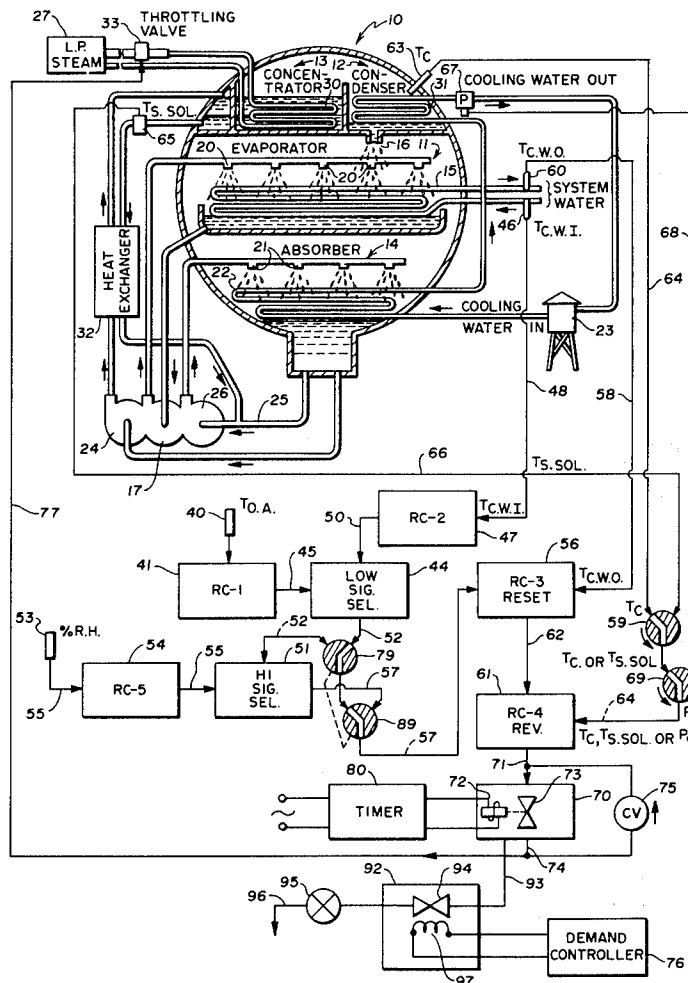 27
33
THROTTLING
VALVE
L.P.
STEAM
10
13
12
63
TC
67
COOLING WATER OUT
CONCEN-
TRATOR
CON-
DENSER
30
31
P
TS.SOL
65
EVAPORATOR
11
16
15
20
20
TC.W.O.
60
SYSTEM
WATER
46
TC.W.I.
68
ABSORBER
14
21
22
64
HEAT
EXCHANGER
32
COOLING
WATER
IN
23
26
25
48
58
24
17
66
TS.SOL.
77
40
TO.A.
50
RC-2
TC.W.I.
47
56
41
RC-1
45
LOW
SIG.
SEL.
44
RC-3
RESET
TC.W.O.
53
%R.H.
54
52
51
52
79
57
62
TC
59
55
RC-5
55
HI
SIG.
SEL.
TC. OR TS.SOL
61
69
89
57
RC-4
REV.
64
TC,TS.SOL. OR
71
80
72
73
70
75
TIMER
CV
74
92
94
93
95
96
97
DEMAND
CONTROLLER
76